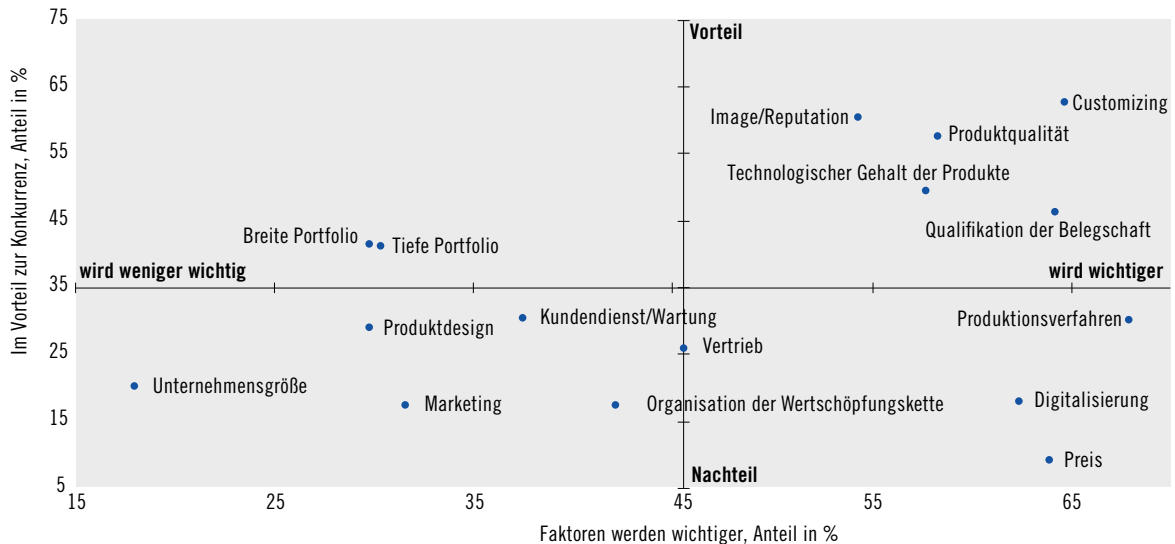 75
Vorteil
65
Customizing
Image/Reputation
Produktqualität
55
Technologischer Gehalt der Produkte
45
Qualifikation der Belegschaft
Breite Portfolio
Tiefe Portfolio
wird weniger wichtig
wird wichtiger
35
Kundendienst/Wartung
Produktionsverfahren
Produktdesign
Vertrieb
25
Unternehmensgröße
Marketing
Organisation der Wertschöpfungskette
Digitalisierung
15
Preis
Nachteil
5
15
25
35
45
55
65
Faktoren werden wichtiger, Anteil in %
Im Vorteil zur Konkurrenz, Anteil in %